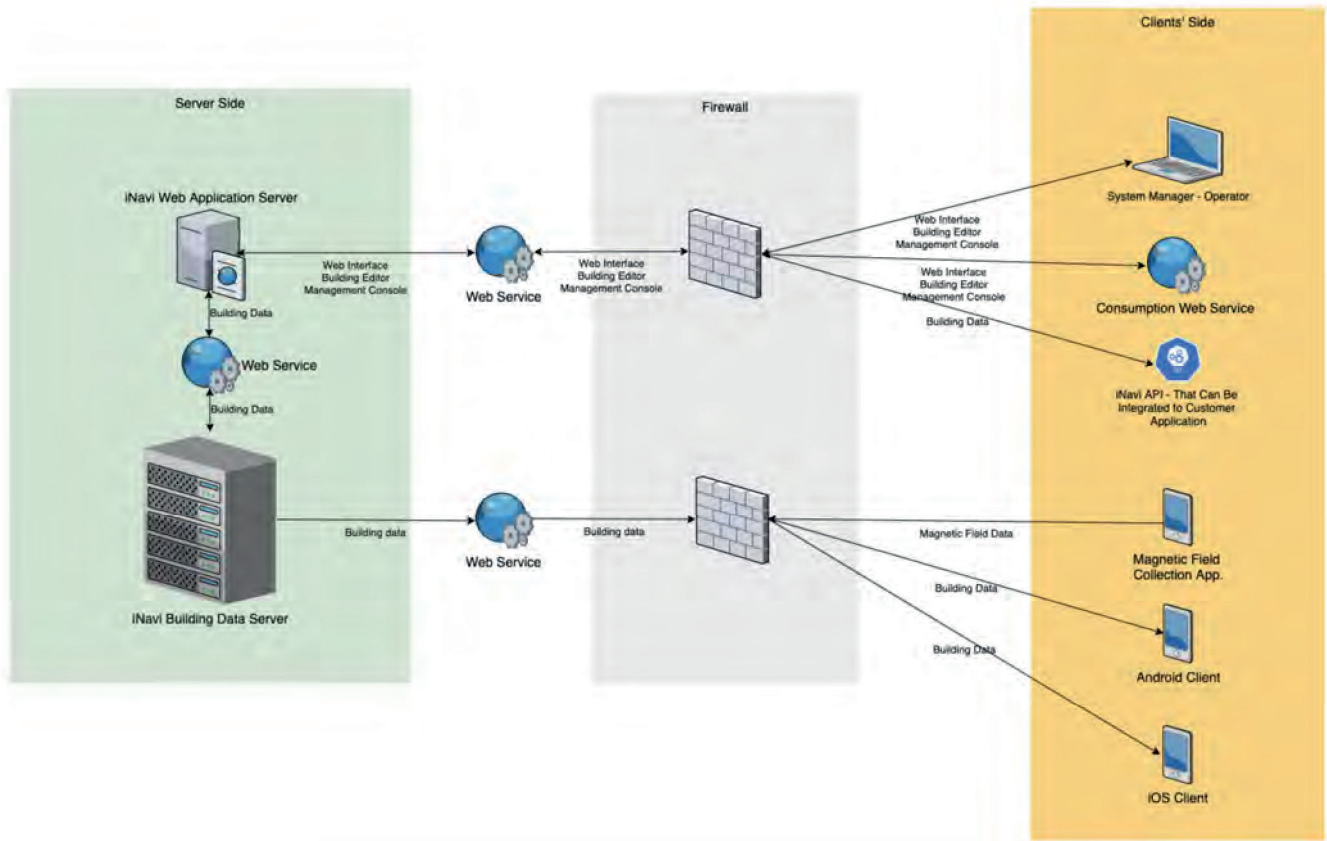 Clients' Side
Server Side
Firewall
iNavi Web Application Server
System Manager - Operator
Web Interface
Building Editor
Management Console
Web Service
Web Interface
Building Editor
Management Console
Web Interface
Building Editor
Management Console
Web Interface
Building Editor
Management Console
Consumption Web Service
Building Data
Building Data
Web Service
Building Data
iNavi API - That Can Be
Integrated to Customer
Application
Building data
Web Service
Building data
Magnetic Field Data
Magnetic Field
Collection App.
iNavi Building Data Server
Building Data
Android Client
Building Data
iOS Client